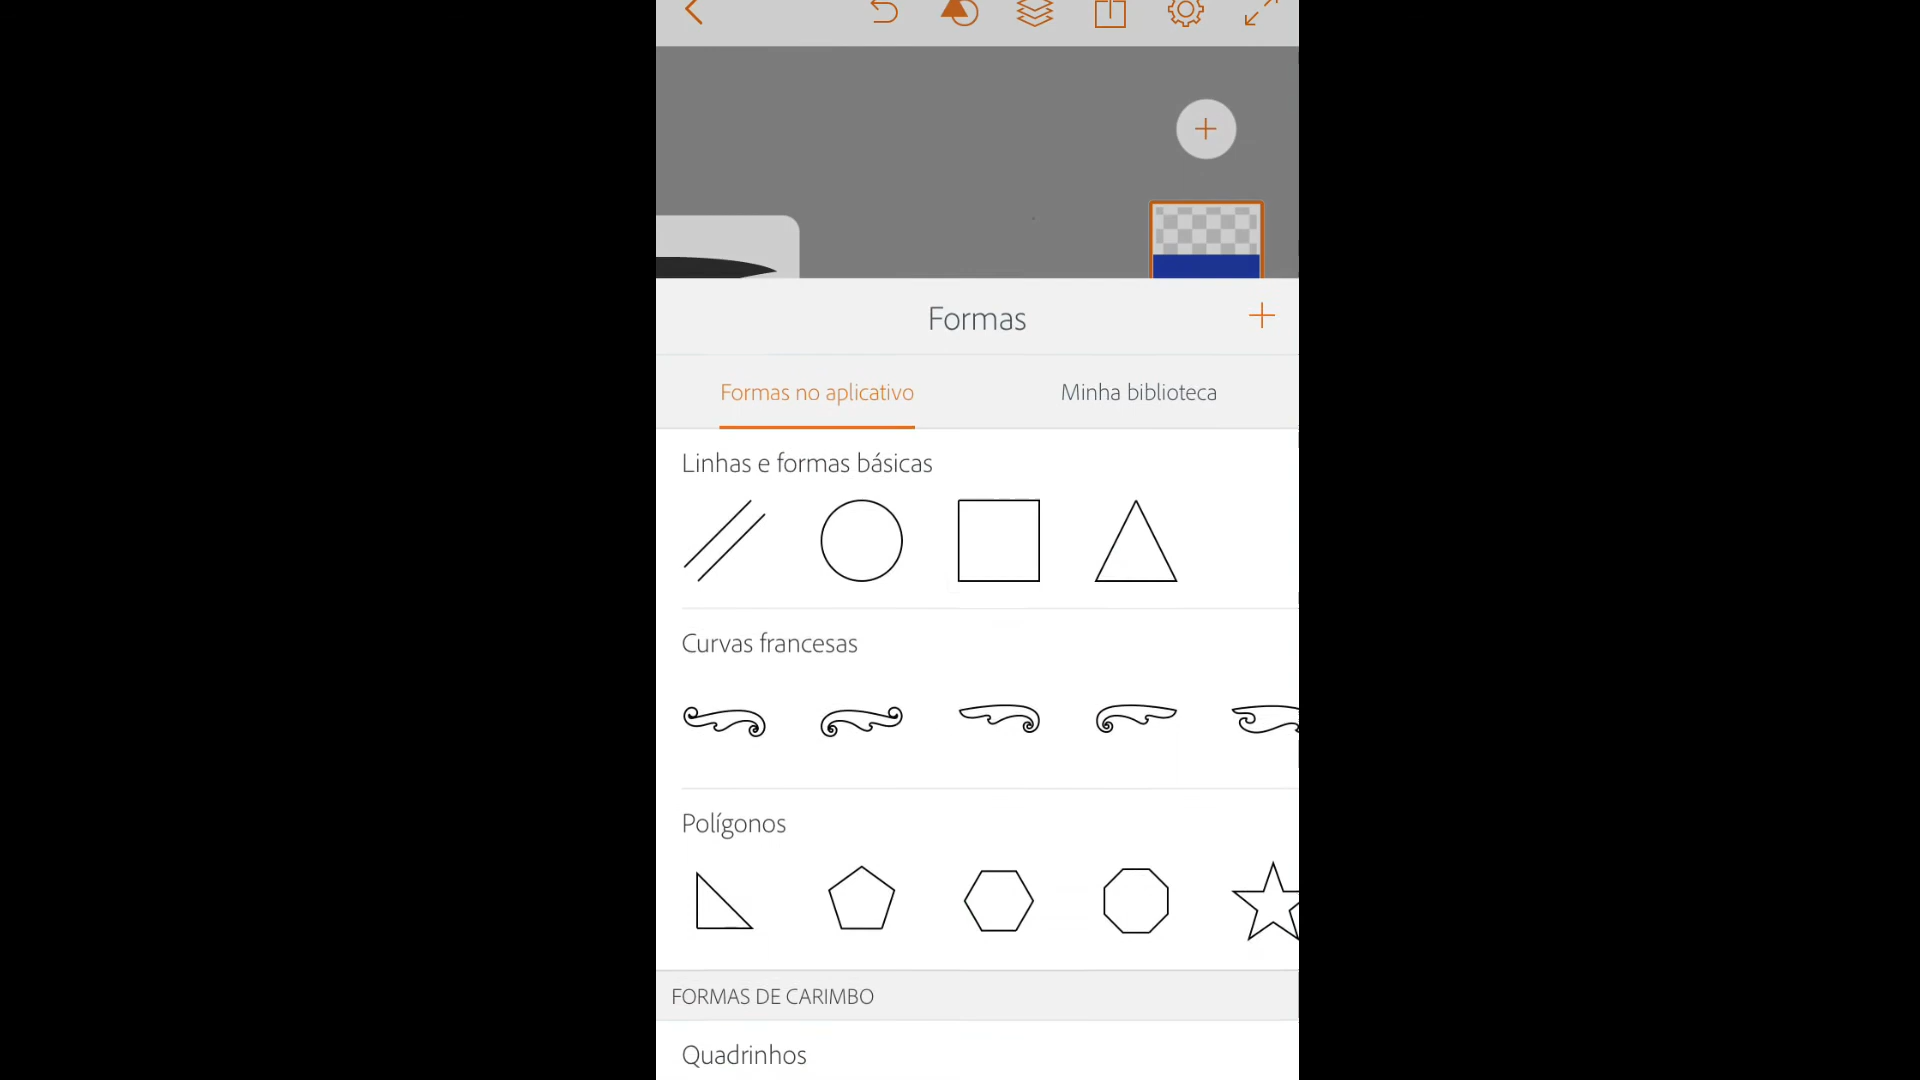 Formas
Formas no aplicativo
Minha biblioteca
Linhas e formas básicas
Curvas francesas
Polígonos
FORMAS DE CARIMBO
Quadrinhos